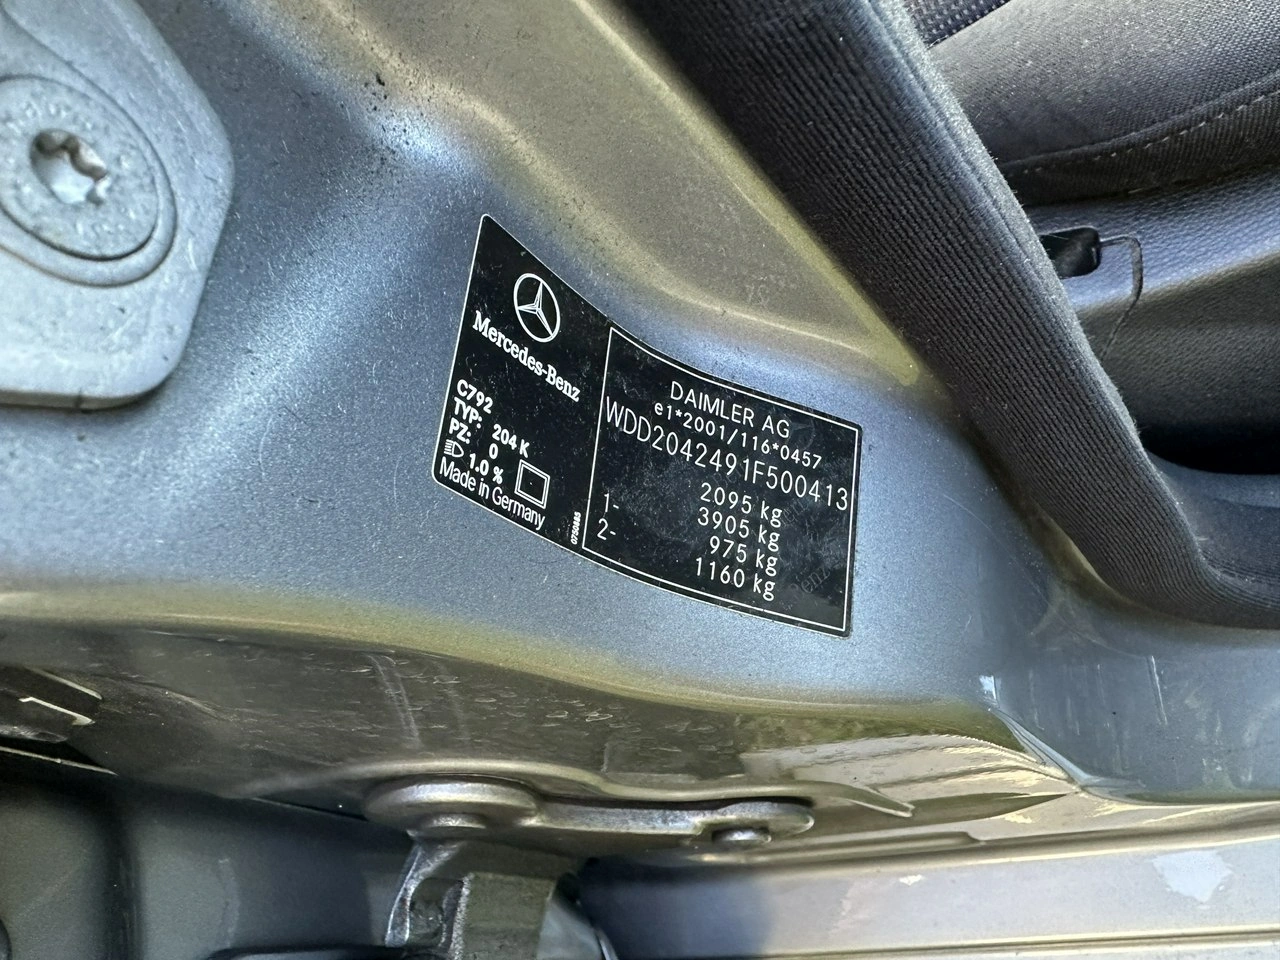 Mercedes-Benz
C792
TYP: 204 K
PZ: 0
1.0 %
Made in Germany
0750885
DAIMLER AG
e1*2001/116*0457
WDD2042491F500413
2095 kg
1- 3905 kg
2- 975 kg
1160 kg